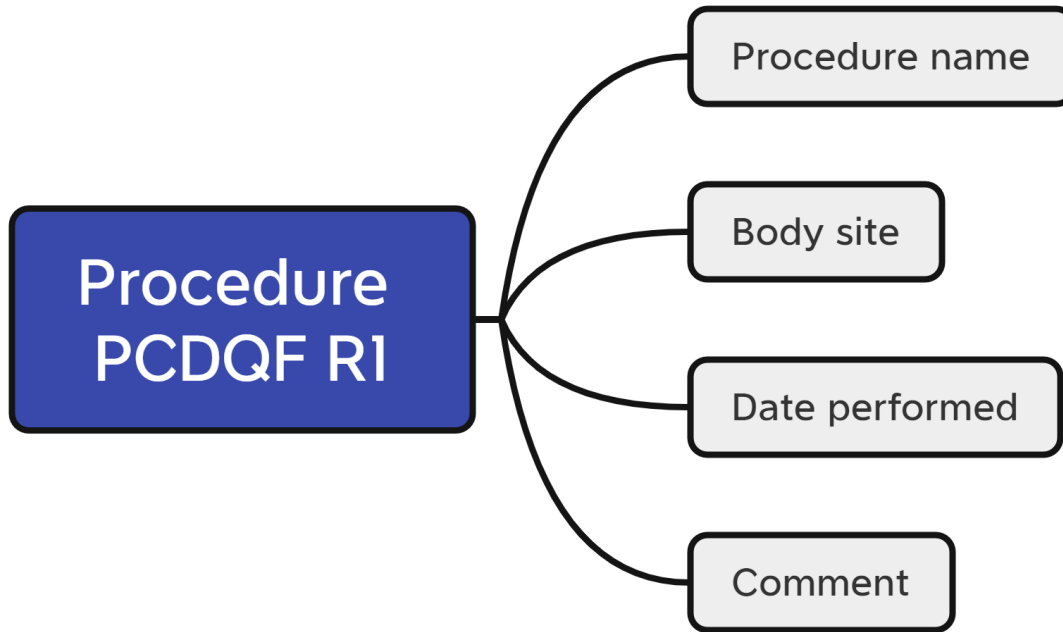 Procedure
PCDQF R1
Procedure name
Body site
Date performed
Comment